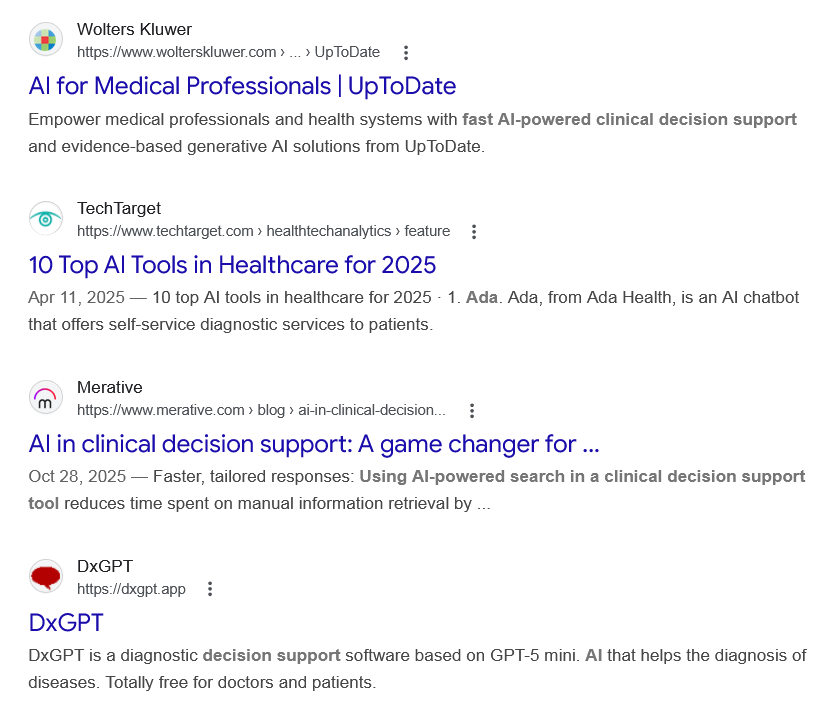 Wolters Kluwer
https://www.wolterskluwer.com › ... › UpToDate
AI for Medical Professionals | UpToDate
Empower medical professionals and health systems with fast AI-powered clinical decision support
and evidence-based generative AI solutions from UpToDate.
TechTarget
https://www.techtarget.com › healthtechanalytics › feature
10 Top AI Tools in Healthcare for 2025
Apr 11, 2025 — 10 top AI tools in healthcare for 2025 · 1. Ada. Ada, from Ada Health, is an AI chatbot
that offers self-service diagnostic services to patients.
m
Merative
https://www.merative.com › blog › ai-in-clinical-decision...
AI in clinical decision support: A game changer for ...
Oct 28, 2025 — Faster, tailored responses: Using AI-powered search in a clinical decision support
tool reduces time spent on manual information retrieval by ...
DxGPT
https://dxgpt.app
DxGPT
DxGPT is a diagnostic decision support software based on GPT-5 mini. AI that helps the diagnosis of
diseases. Totally free for doctors and patients.